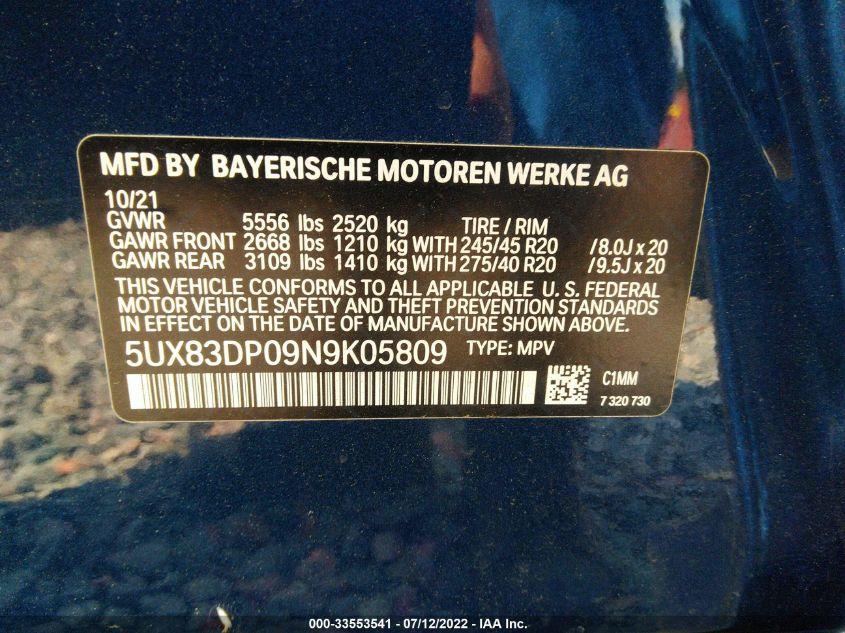 MFD BY BAYERISCHE MOTOREN WERKE AG
10/21
GVWR 5556 lbs 2520 kg TIRE / RIM
GAWR FRONT 2668 lbs 1210 kg WITH 245/45 R20 / 8.0J x 20
GAWR REAR 3109 lbs 1410 kg WITH 275/40 R20 / 9.5J x 20
THIS VEHICLE CONFORMS TO ALL APPLICABLE U. S. FEDERAL
MOTOR VEHICLE SAFETY AND THEFT PREVENTION STANDARDS
IN EFFECT ON THE DATE OF MANUFACTURE SHOWN ABOVE.
5UX83DP09N9K05809 TYPE: MPV
C1MM
7 320 730
000-33553541 - 07/12/2022 - IAA Inc.